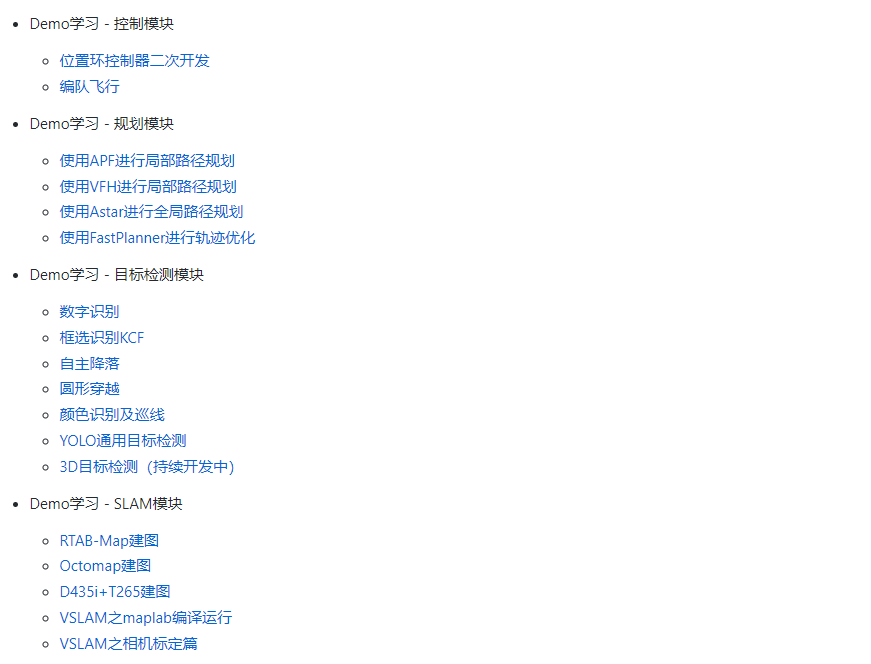 Demo学习 - 控制模块
位置环控制器二次开发
编队飞行
Demo学习 - 规划模块
使用APF进行局部路径规划
使用VFH进行局部路径规划
使用Astar进行全局路径规划
使用FastPlanner进行轨迹优化
Demo学习 - 目标检测模块
数字识别
框选识别KCF
自主降落
圆形穿越
颜色识别及巡线
YOLO通用目标检测
3D目标检测（持续开发中）
Demo学习 - SLAM模块
RTAB-Map建图
Octomap建图
D435i+T265建图
VSLAM之maplab编译运行
VSLAM之相机标定篇